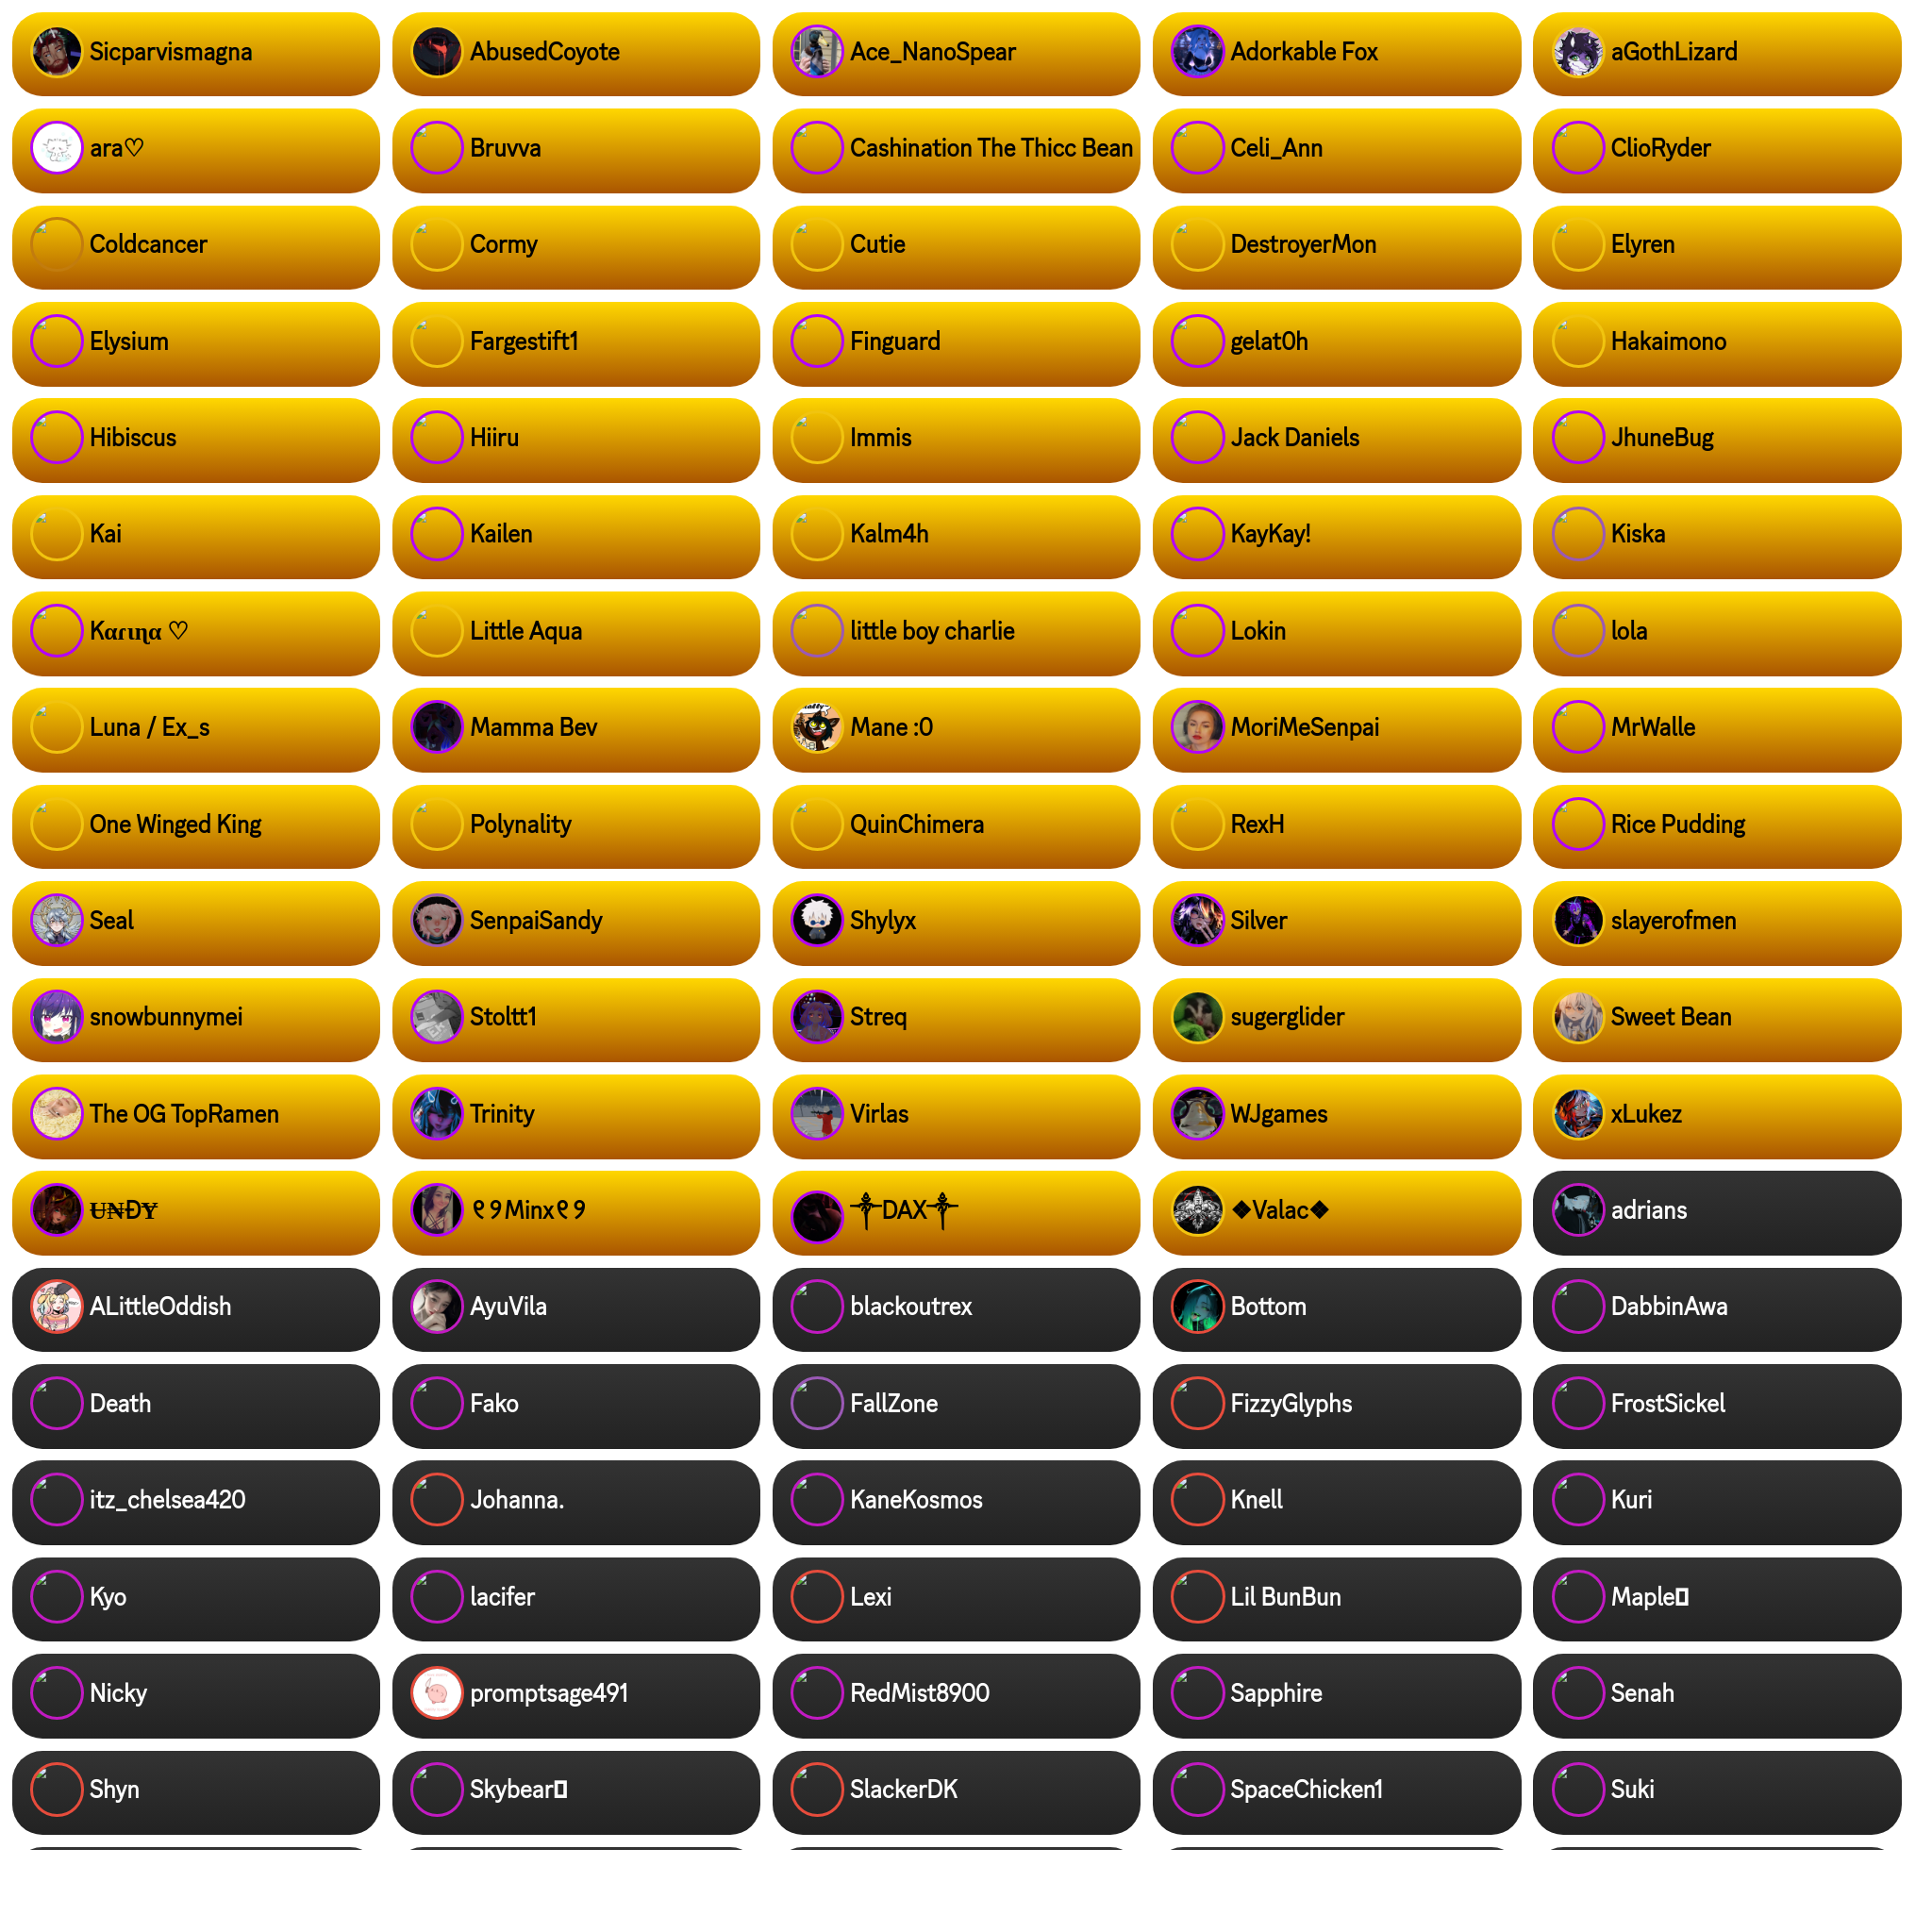 Sicparvismagna
AbusedCoyote
Ace_NanoSpear
Adorkable Fox
aGothLizard
ara♡
Bruvva
Cashination The Thicc Bean
Celi_Ann
ClioRyder
Coldcancer
Cormy
Cutie
DestroyerMon
Elyren
Elysium
Fargestift1
Finguard
gelat0h
Hakaimono
Hibiscus
Hiiru
Immis
Jack Daniels
JhuneBug
Kai
Kailen
Kalm4h
KayKay!
Kiska
Kαɾιɳα ♡
Little Aqua
little boy charlie
Lokin
lola
Luna / Ex_s
Mamma Bev
Mane :0
MoriMeSenpai
MrWalle
One Winged King
Polynality
QuinChimera
RexH
Rice Pudding
Seal
SenpaiSandy
Shylyx
Silver
slayerofmen
snowbunnymei
Stoltt1
Streq
sugerglider
Sweet Bean
The OG TopRamen
Trinity
Virlas
WJgames
xLukez
Ʉ₦ĐɎ
୧୨Minx୧୨
༒DAX༒
❖Valac❖
adrians
ALittleOddish
AyuVila
blackoutrex
Bottom
DabbinAwa
Death
Fako
FallZone
FizzyGlyphs
FrostSickel
itz_chelsea420
Johanna.
KaneKosmos
Knell
Kuri
Kyo
lacifer
Lexi
Lil BunBun
Maple
Nicky
promptsage491
RedMist8900
Sapphire
Senah
Shyn
Skybear
SlackerDK
SpaceChicken1
Suki